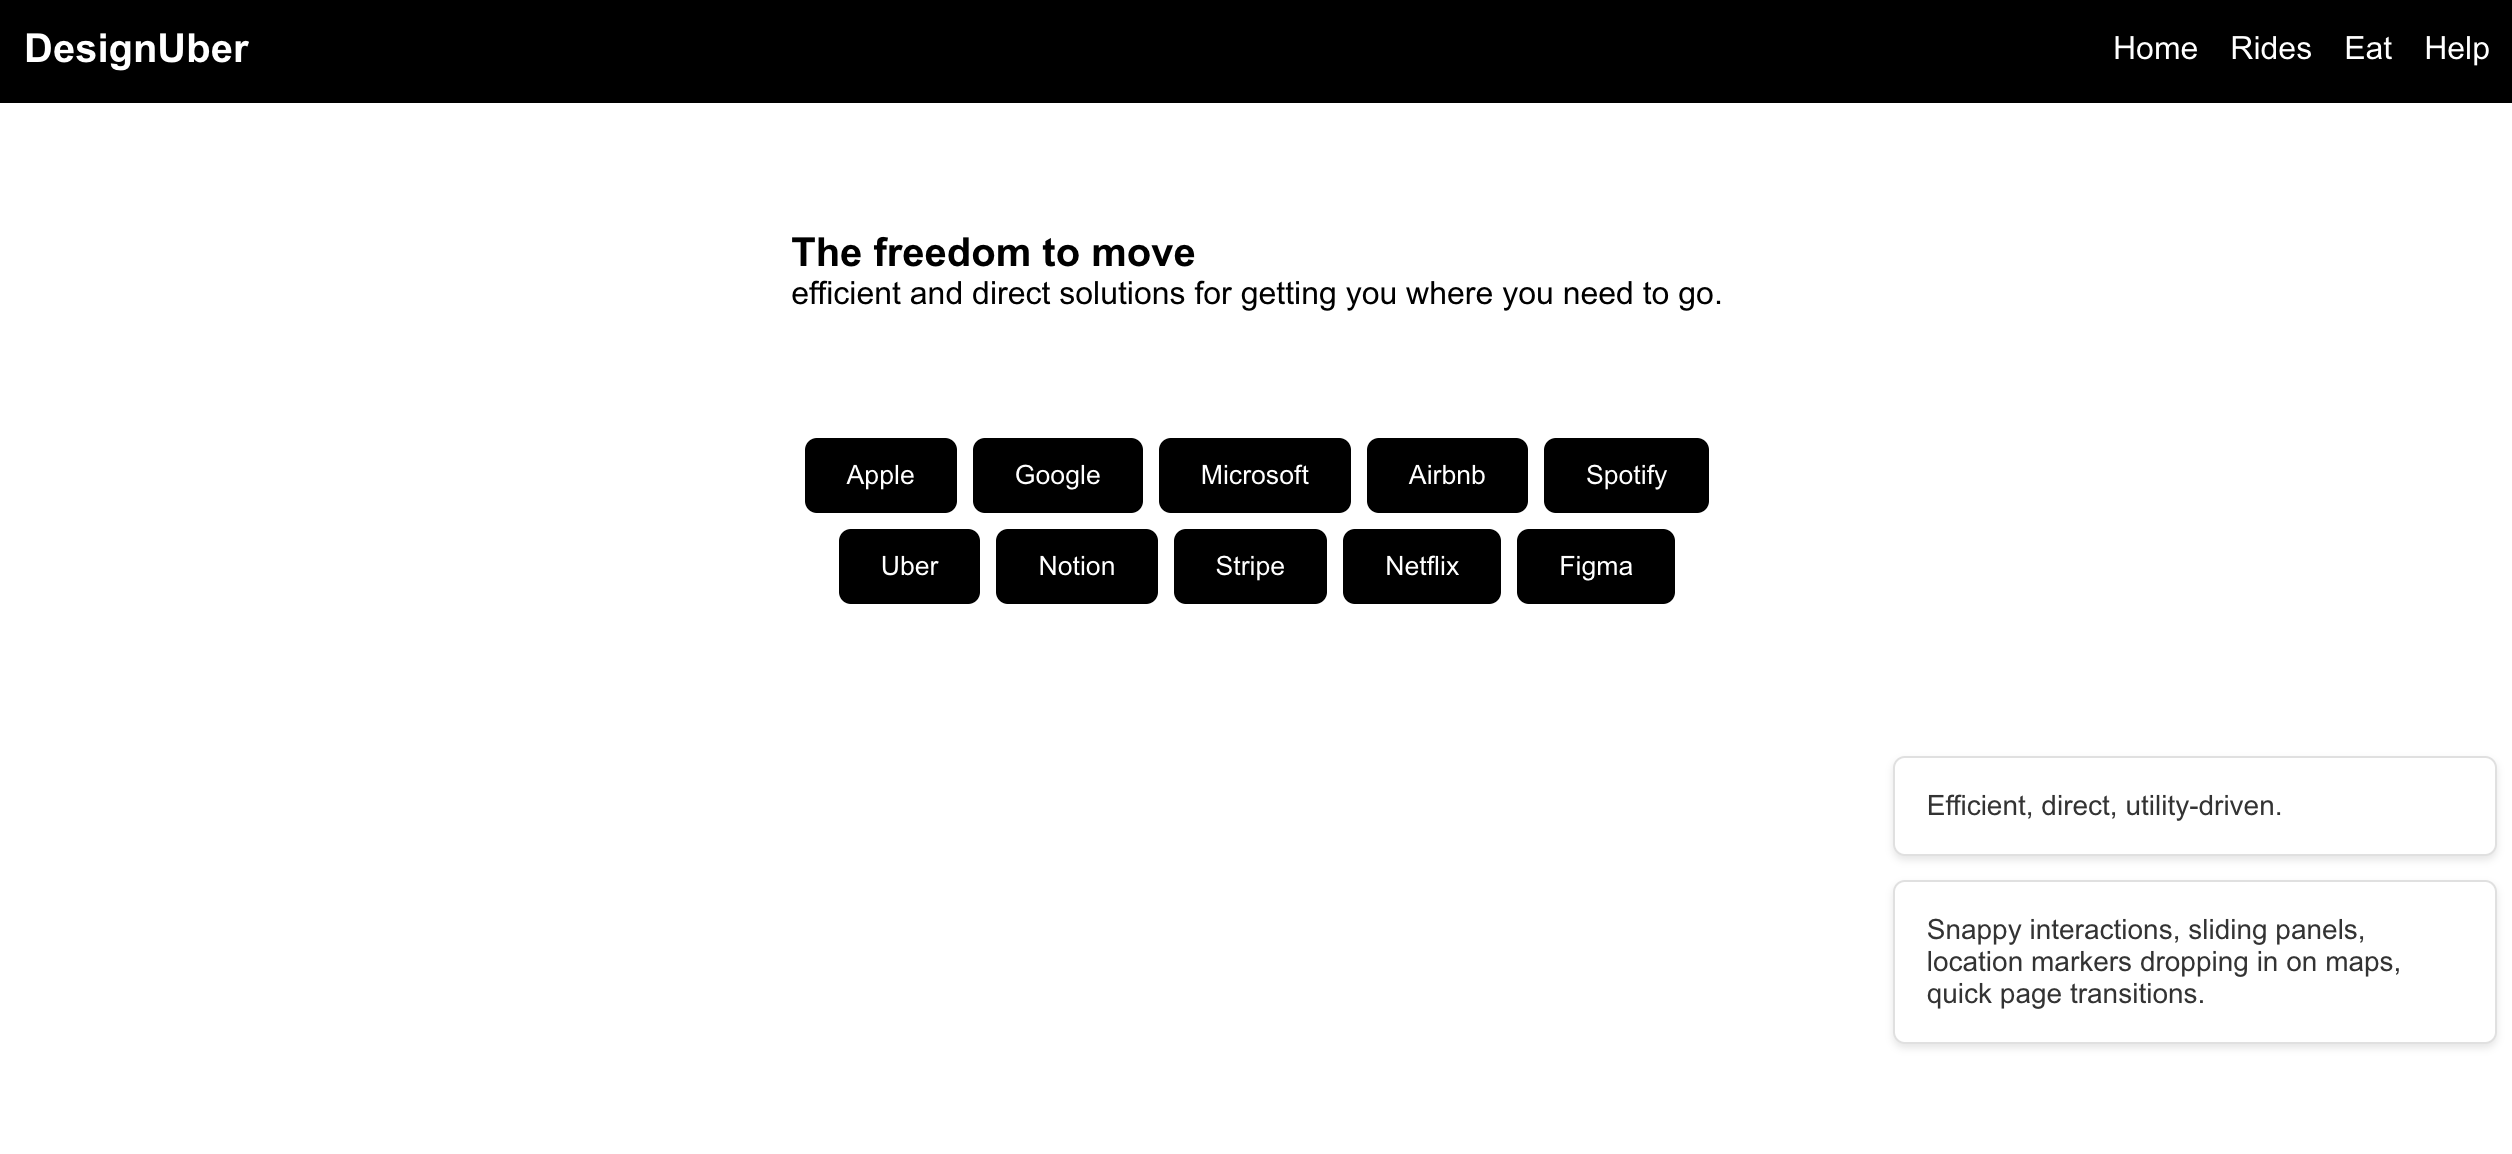 DesignUber
Home Rides Eat Help
The freedom to move
efficient and direct solutions for getting you where you need to go.
Apple Google Microsoft Airbnb Spotify
Uber Notion Stripe Netflix Figma
Efficient, direct, utility-driven.
Snappy interactions, sliding panels,
location markers dropping in on maps,
quick page transitions.